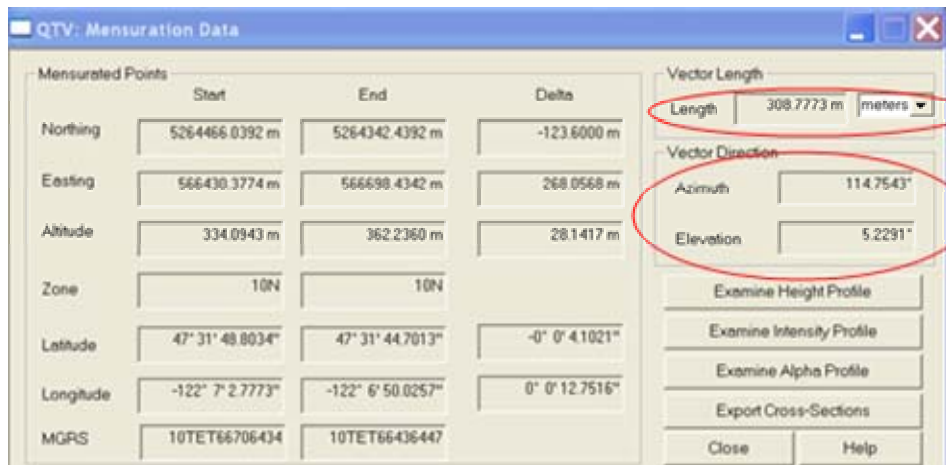 QTV: Mensuration Data
Mensurated Points
Start End Delta
Northing 5264466.0392 m 5264342.4392 m -123.6000 m
Easting 566430.3774 m 566698.4342 m 268.0568 m
Altitude 334.0943 m 362.2360 m 28.1417 m
Zone 10N 10N
Latitude 47° 31' 48.8034" 47° 31' 44.7013" -0° 0' 4.1021"
Longitude -122° 7' 2.7773" -122° 6' 50.0257" 0° 0' 12.7516"
MGRS 10TET66706434 10TET66436447
Vector Length
Length 308.7773 m meters
Vector Direction
Azimuth 114.7543°
Elevation 5.2291°
Examine Height Profile
Examine Intensity Profile
Examine Alpha Profile
Export Cross-Sections
Close Help